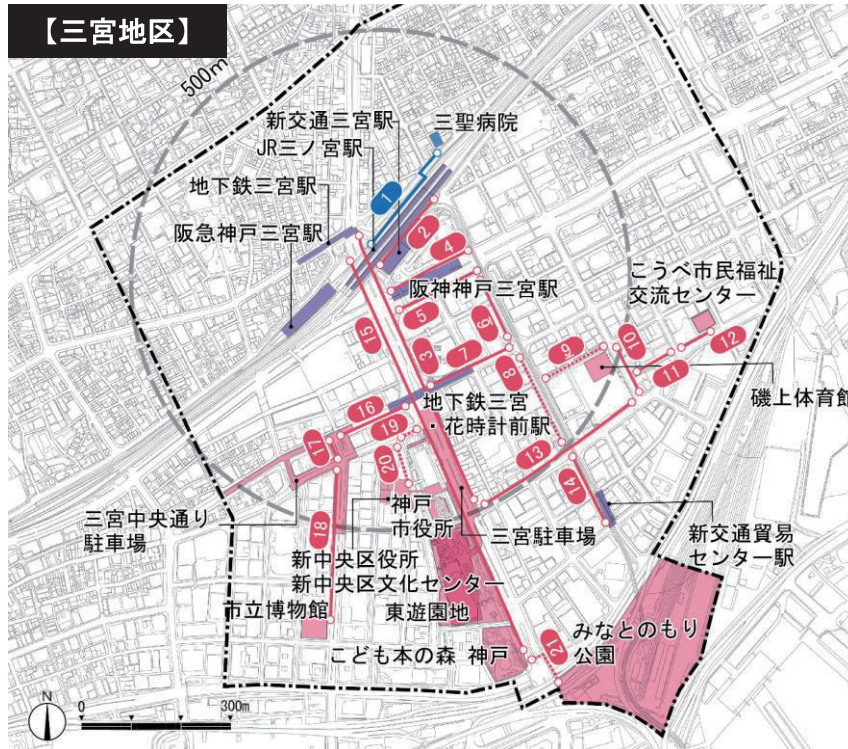 【三宮地区】
500m
新交通三宮駅
三聖病院
JR三ノ宮駅
地下鉄三宮駅
1
阪急神戸三宮駅
2
4
こうべ市民福祉
交流センター
阪神神戸三宮駅
5
6
15
3
7
9
10
12
8
11
地下鉄三宮
・花時計前駅
磯上体育館
16
19
17
13
20
14
三宮中央通り
駐車場
神戸
市役所
三宮駐車場
新交通貿易
センター駅
18
新中央区役所
新中央区文化センター
市立博物館
東遊園地
みなとのもり
公園
21
こども本の森 神戸
N
0
300m